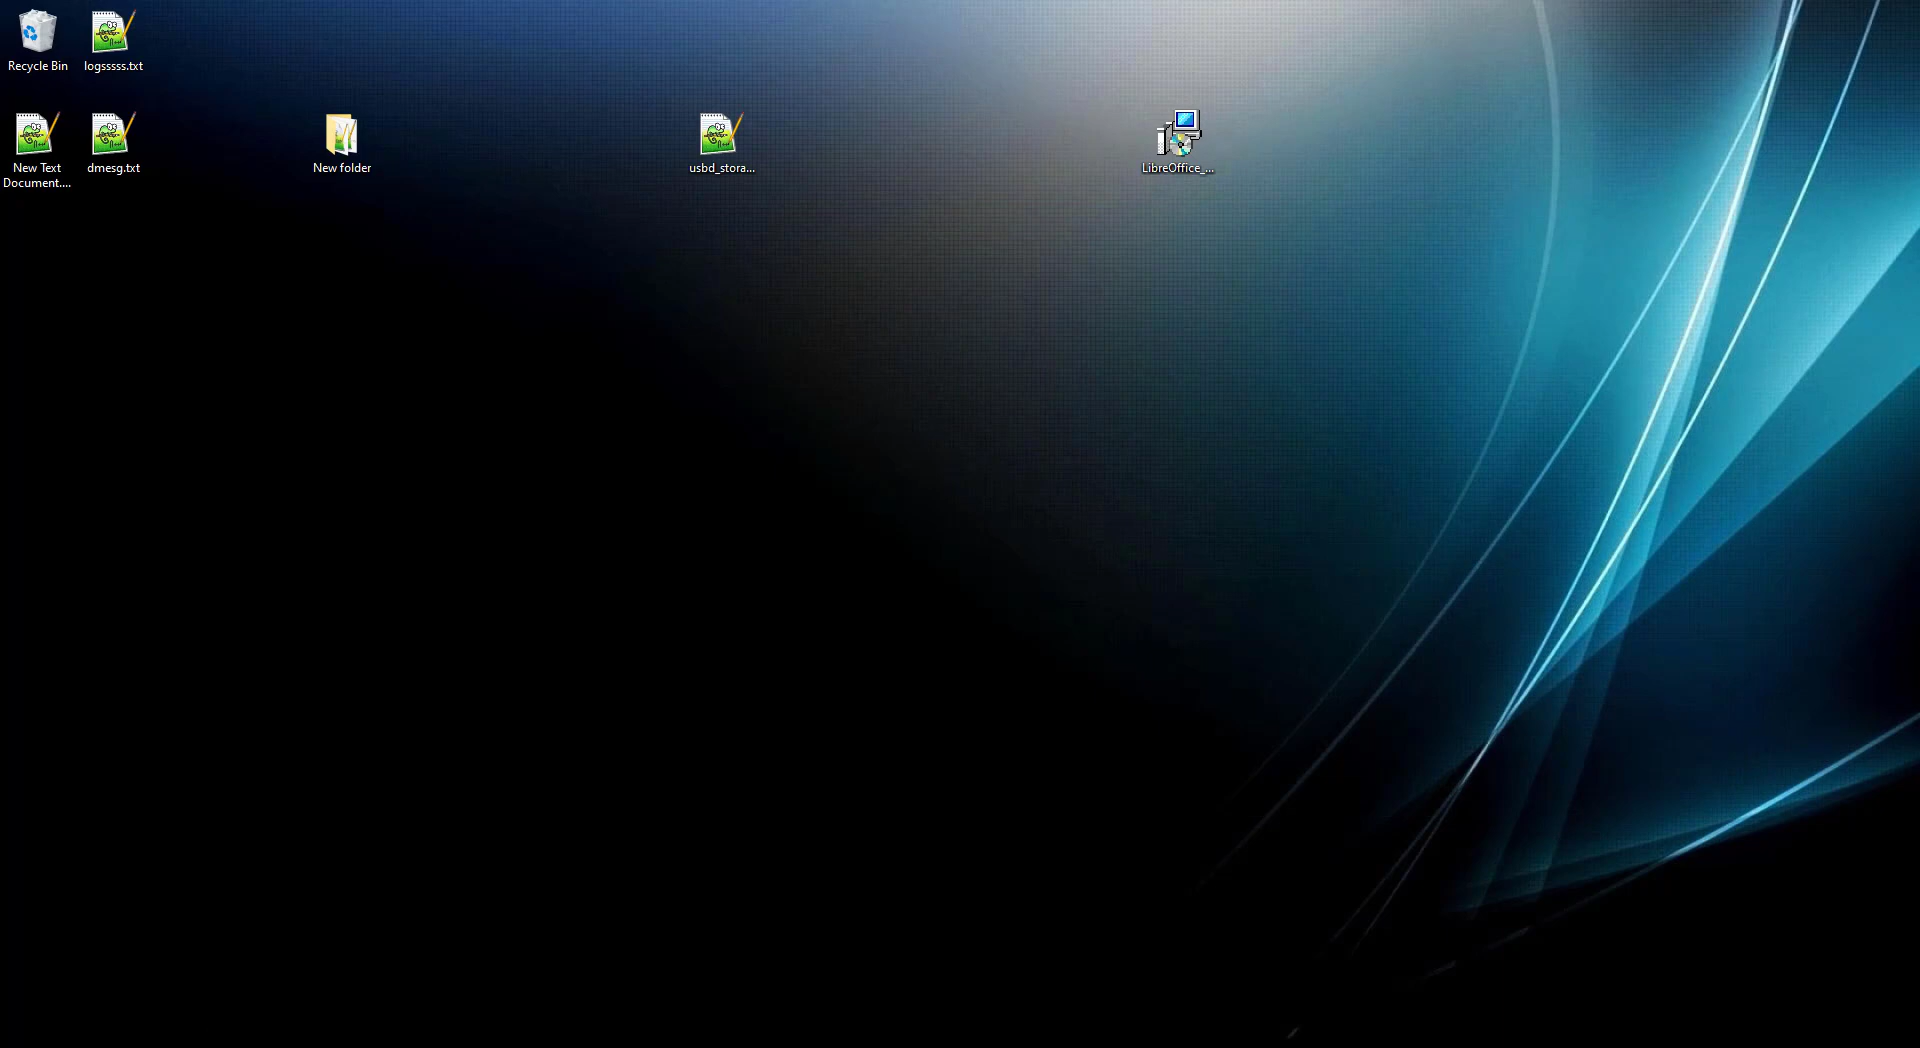 Recycle Bin
logsssss.txt
New Text
Document....
dmesg.txt
New folder
usbd_stora...
LibreOffice_...